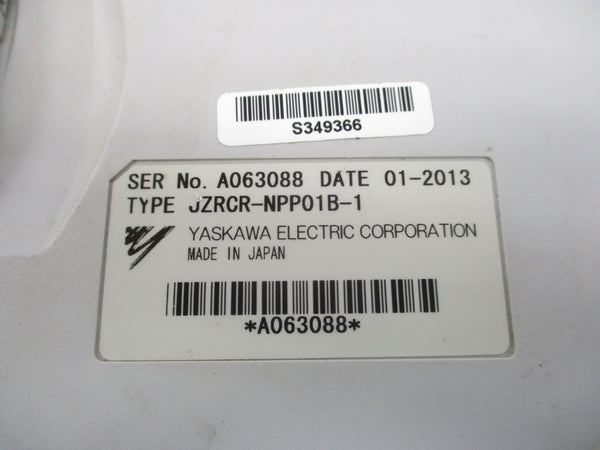 S349366
SER No. A063088 DATE 01-2013
TYPE JZRCR-NPP01B-1
YASKAWA ELECTRIC CORPORATION
MADE IN JAPAN
*A063088*